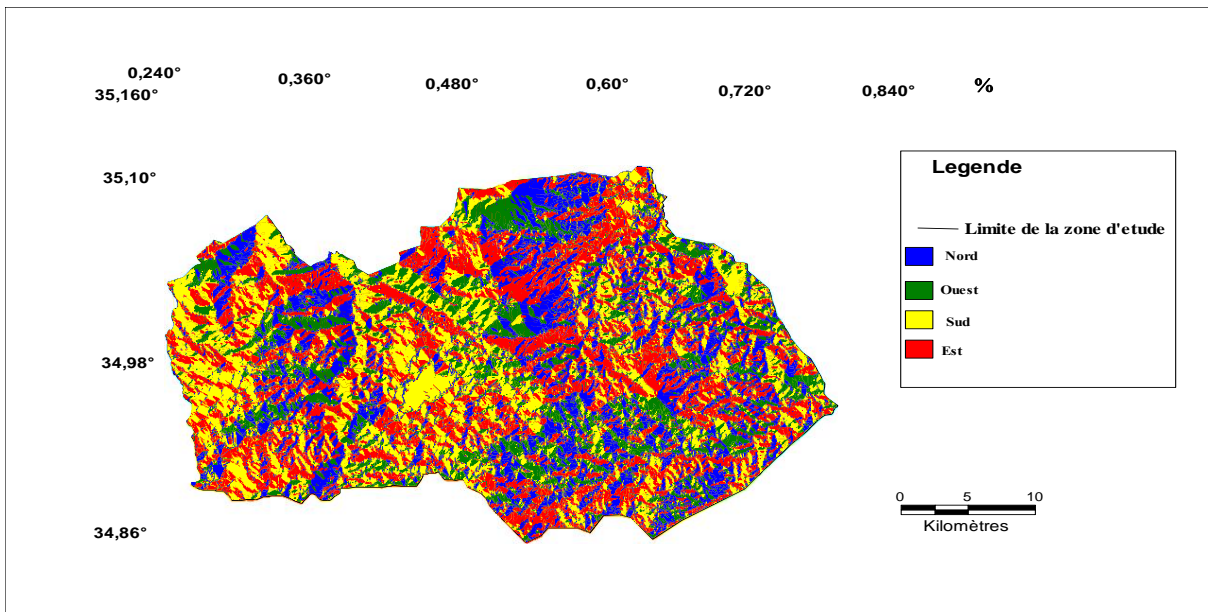 0,240°
0,360°
0,480°
0,60°
0,720°
0,840°
%
35,160°
35,10°
34,98°
34,86°
Legende
Limite de la zone d'etude
Nord
Ouest
Sud
Est
0 5 10
Kilomètres